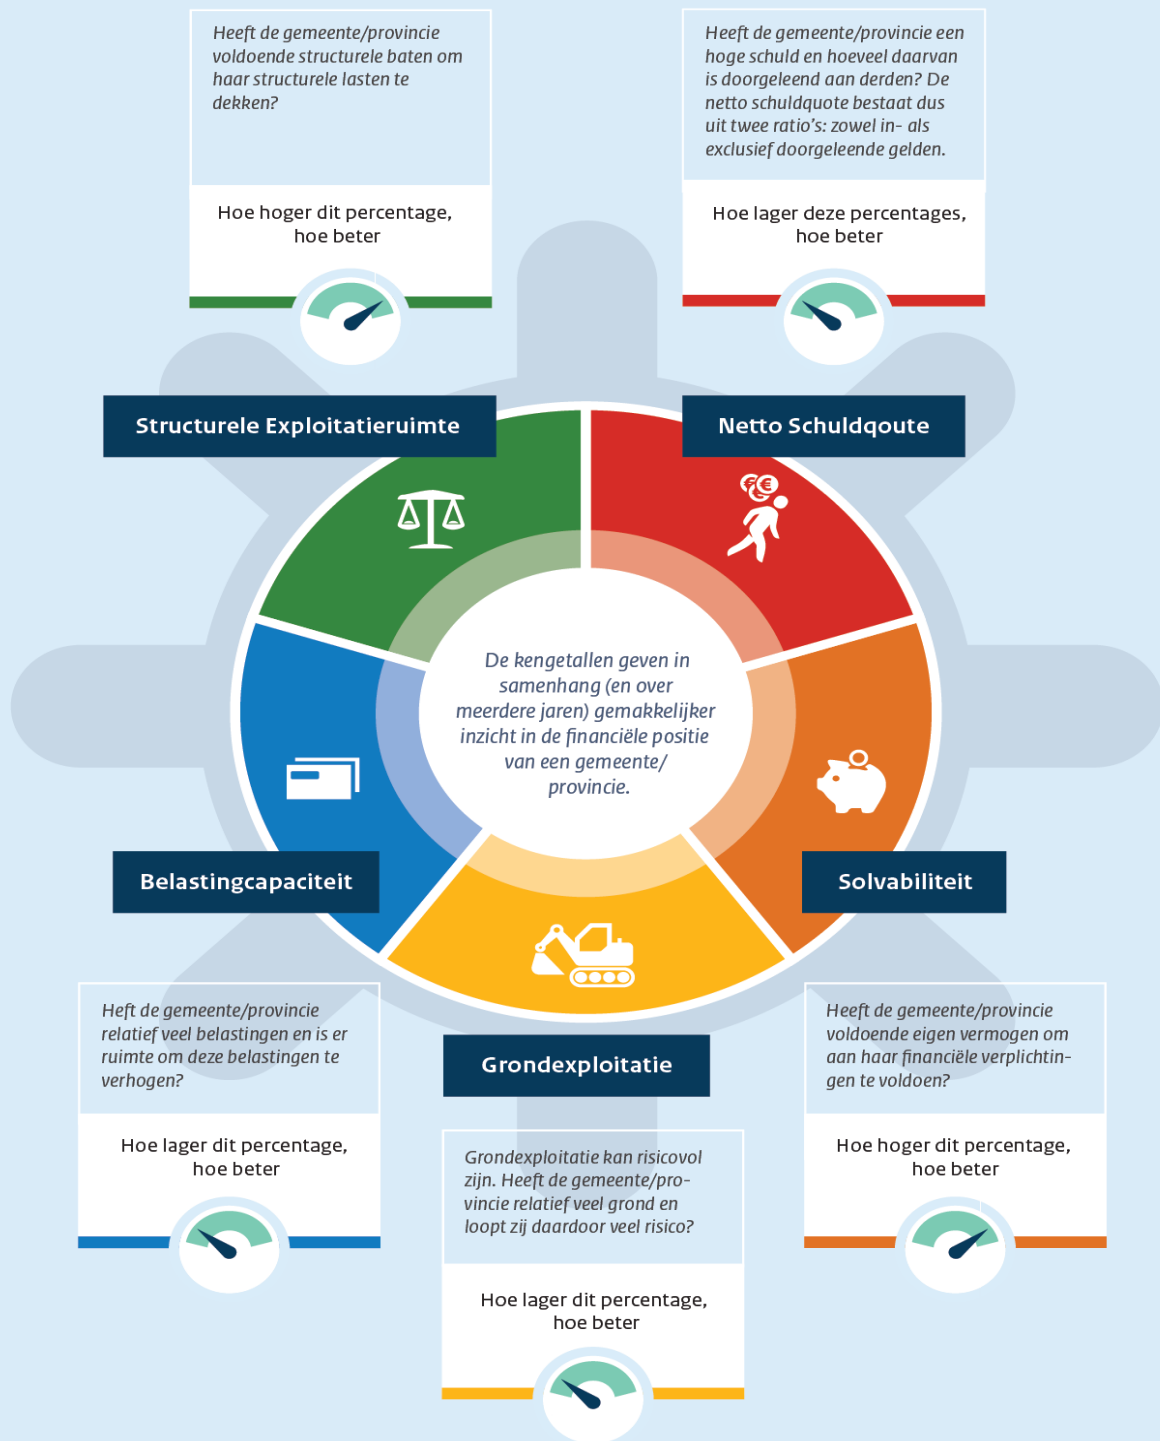 Heeft de gemeente/provincie
voldoende structurele baten om
haar structurele lasten te
dekken?
Hoe hoger dit percentage,
hoe beter
Heeft de gemeente/provincie een
hoge schuld en hoeveel daarvan
is doorgeleend aan derden? De
netto schuldquote bestaat dus
uit twee ratio's: zowel in- als
exclusief doorgeleende gelden.
Hoe lager deze percentages,
hoe beter
Structurele Exploitatieruimte
Netto Schuldqoute
€
€
€
De kengetallen geven in
samenhang (en over
meerdere jaren) gemakkelijker
inzicht in de financiële positie
van een gemeente/
provincie.
Belastingcapaciteit
Solvabiliteit
Heft de gemeente/provincie
relatief veel belastingen en is er
ruimte om deze belastingen te
verhogen?
Hoe lager dit percentage,
hoe beter
Grondexploitatie
Grondexploitatie kan risicovol
zijn. Heeft de gemeente/pro-
vincie relatief veel grond en
loopt zij daardoor veel risico?
Hoe lager dit percentage,
hoe beter
Heeft de gemeente/provincie
voldoende eigen vermogen om
aan haar financiële verplichtin-
gen te voldoen?
Hoe hoger dit percentage,
hoe beter